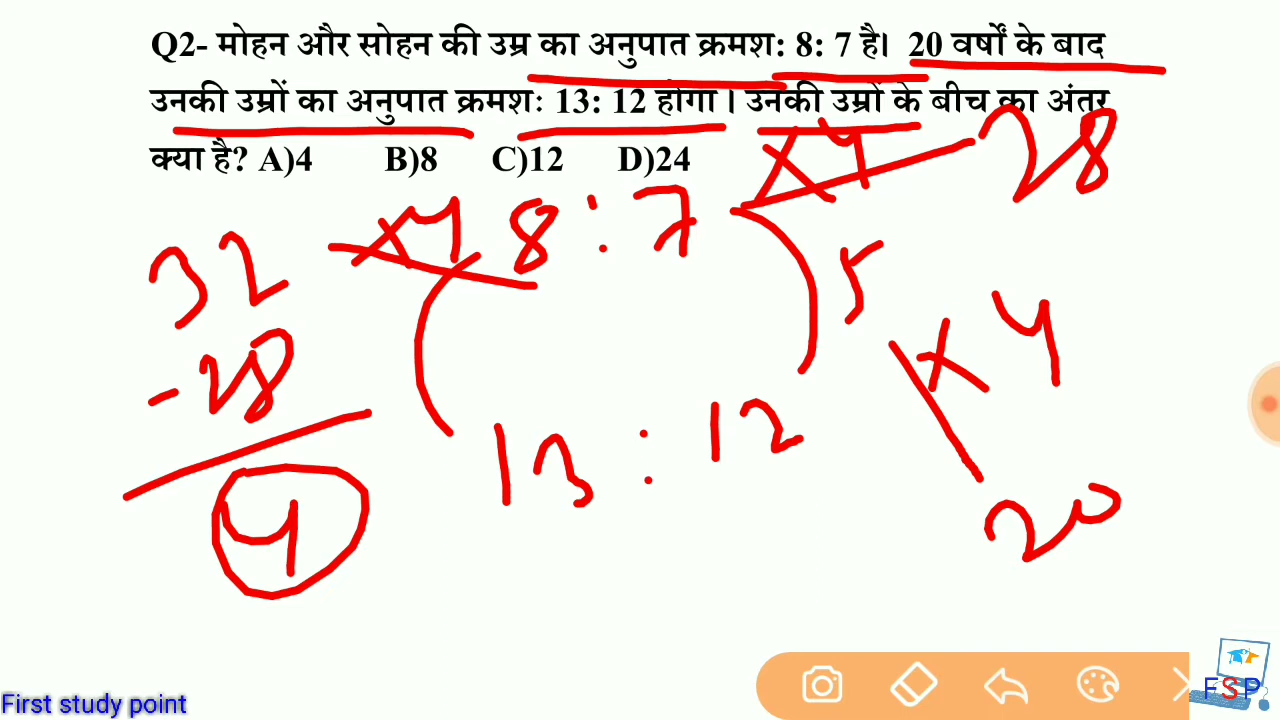 Q2- मोहन और सोहन की उम्र का अनुपात क्रमश: 8: 7 है। 20 वर्षों के बाद
उनकी उम्रों का अनुपात क्रमशः 13: 12 होगा । उनकी उम्रों के बीच का अंतर
क्या है? A)4 B)8 C)12 D)24
×4 28
32 ×4 8 : 7
5
-28 ×4
4 13 : 12
20
First study point
FSP